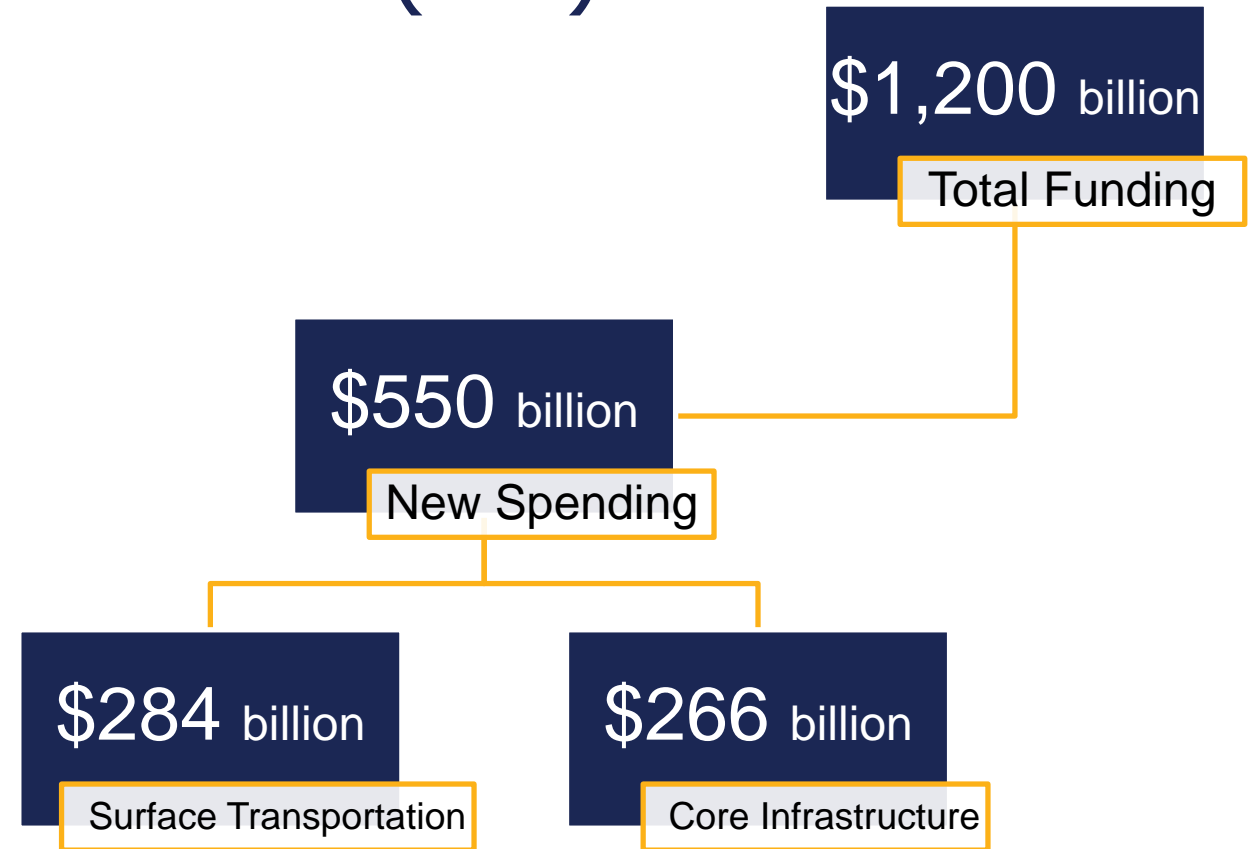 $1,200 billion
Total Funding
$550 billion
New Spending
$284 billion
Surface Transportation
$266 billion
Core Infrastructure